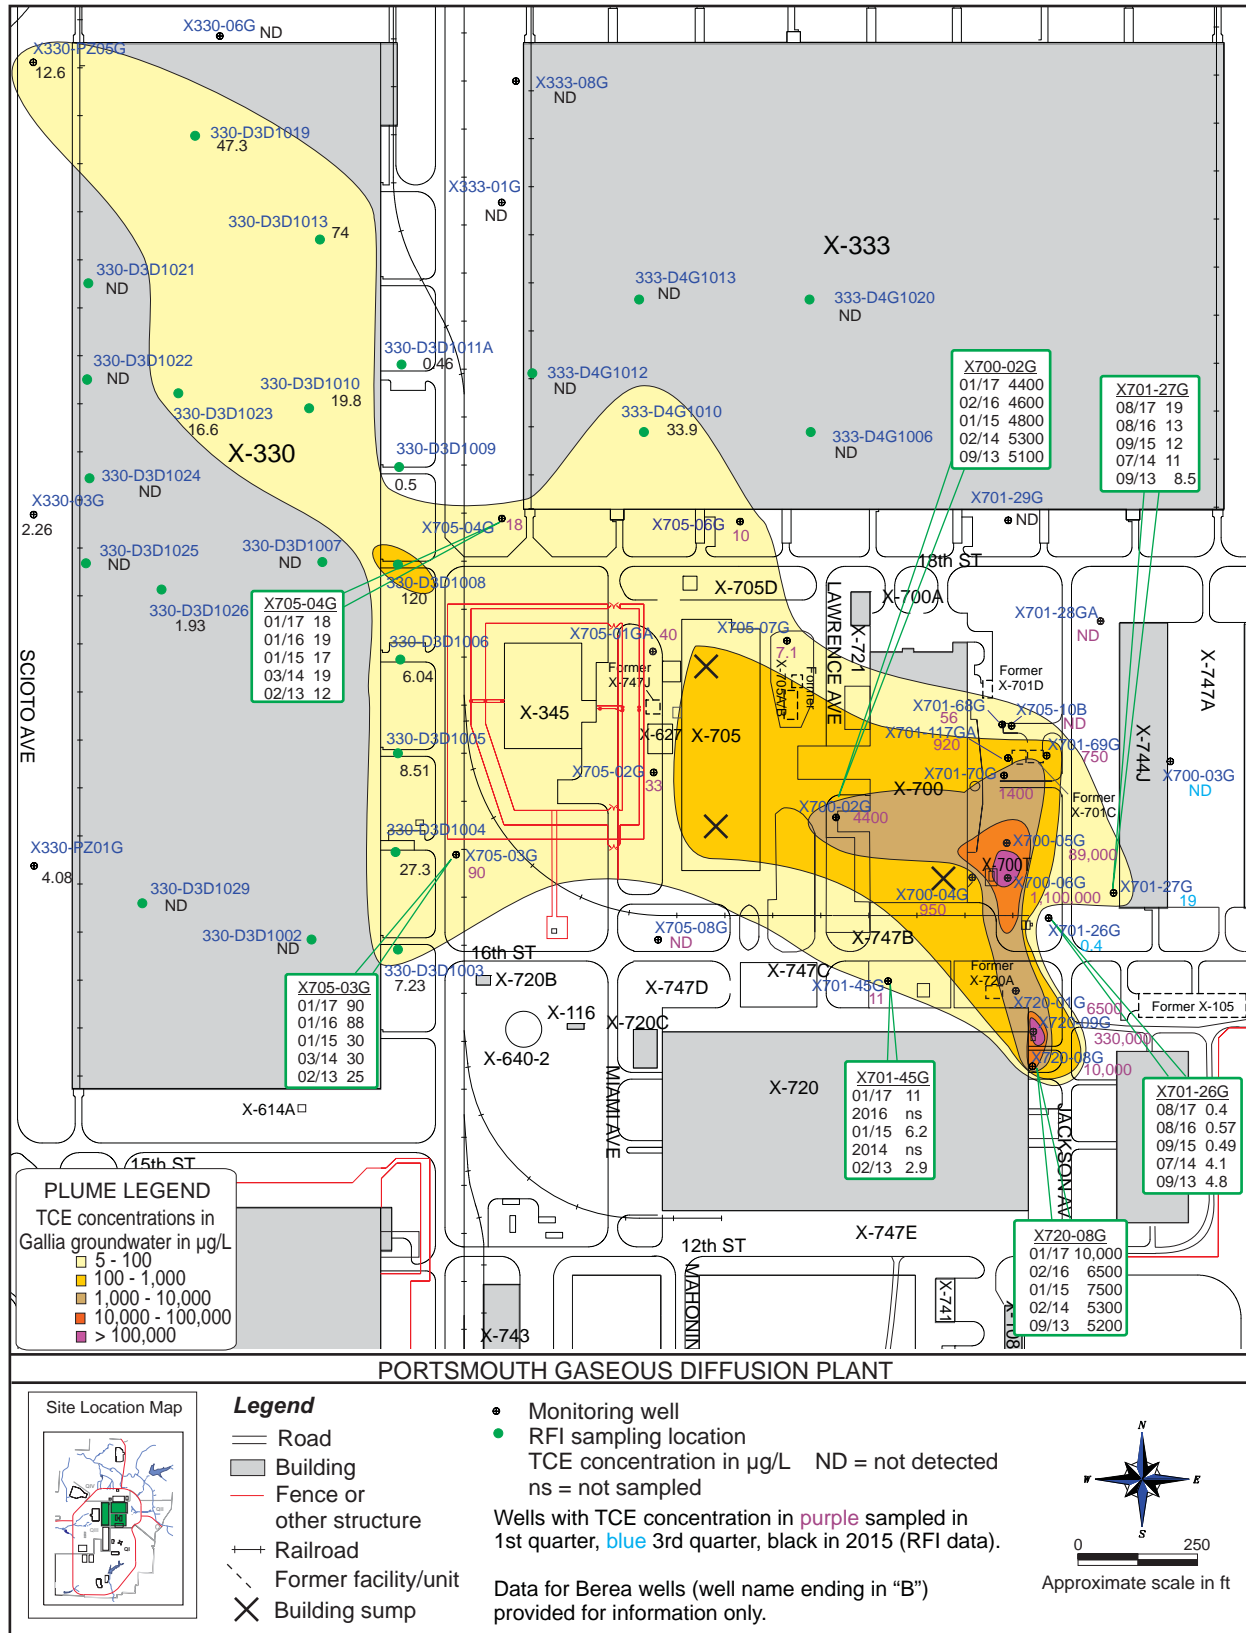 X330-06G
ND
X330-PZ05G
12.6
X333-08G
ND
330-D3D1019
47.3
X333-01G
ND
330-D3D1013
74
X-333
330-D3D1021
ND
333-D4G1013
ND
333-D4G1020
ND
330-D3D1022
ND
330-D3D1011A
0.46
333-D4G1012
ND
330-D3D1010
19.8
330-D3D1023
16.6
333-D4G1010
33.9
333-D4G1006
ND
X700-02G
01/17 4400
02/16 4600
01/15 4800
02/14 5300
09/13 5100
X701-27G
08/17 19
08/16 13
09/15 12
07/14 11
09/13 8.5
X-330
330-D3D1009
0.5
330-D3D1024
ND
X330-03G
2.26
X705-04G
18
X705-06G
10
X701-29G
ND
330-D3D1025
ND
330-D3D1007
ND
18th ST
330-D3D1008
120
330-D3D1026
1.93
X705-04G
01/17 18
01/16 19
01/15 17
03/14 19
02/13 12
X-705D
LAWRENCE AVE
X-700A
X-721
X701-28GA
ND
X705-01GA
40
X705-07G
7.1
330-D3D1006
6.04
Former
X-747J
Former
X-705A/B
Former
X-701D
SCIOTO AVE
X-747A
X-345
X-627
X-705
X701-68G
56
X705-10B
ND
X701-117GA
920
X701-69G
750
X-744J
X700-03G
ND
330-D3D1005
8.51
X705-02G
33
X701-70G
1400
X-700
Former
X-701C
X700-02G
4400
330-D3D1004
27.3
X705-03G
90
X700-05G
89,000
X-700T
X330-PZ01G
4.08
X700-04G
950
X700-06G
1,100,000
X701-27G
19
330-D3D1029
ND
330-D3D1002
ND
X705-08G
ND
X-747B
X701-26G
0.4
16th ST
330-D3D1003
7.23
X-720B
X-747D
X-747C
X701-45G
11
Former
X-720A
X720-01G
6500
Former X-105
X705-03G
01/17 90
01/16 88
01/15 30
03/14 30
02/13 25
X-116
X-720C
X-640-2
X720-09G
330,000
X720-08G
10,000
X-720
MIAMI AVE
JACKSON AV
X701-45G
01/17 11
2016 ns
01/15 6.2
2014 ns
02/13 2.9
X701-26G
08/17 0.4
08/16 0.57
09/15 0.49
07/14 4.1
09/13 4.8
X-614A
15th ST
X720-08G
01/17 10,000
02/16 6500
01/15 7500
02/14 5300
09/13 5200
X-747E
12th ST
MAHONIN
X-741
X-743
PLUME LEGEND
TCE concentrations in
Gallia groundwater in µg/L
5 - 100
100 - 1,000
1,000 - 10,000
10,000 - 100,000
> 100,000
PORTSMOUTH GASEOUS DIFFUSION PLANT
Site Location Map
Legend
Road
Building
Fence or
other structure
Railroad
Former facility/unit
Building sump
Monitoring well
RFI sampling location
TCE concentration in µg/L ND = not detected
ns = not sampled
Wells with TCE concentration in purple sampled in
1st quarter, blue 3rd quarter, black in 2015 (RFI data).
Data for Berea wells (well name ending in “B”)
provided for information only.
N
W
E
S
0 250
Approximate scale in ft